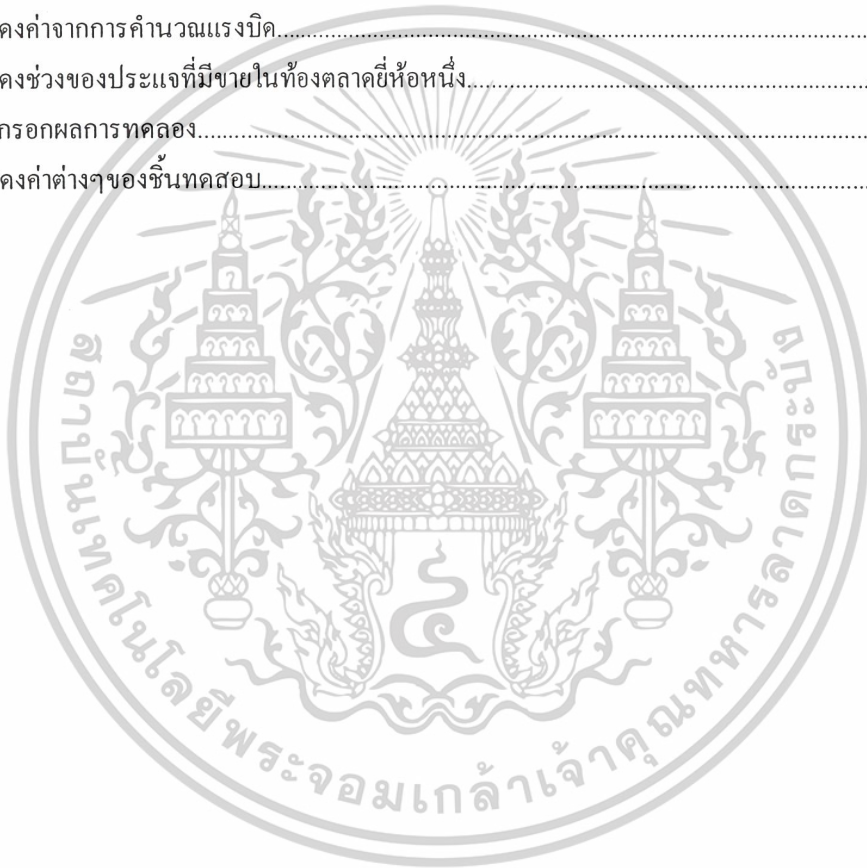 คงค่าจากการคำนวณแรงบิด
คงช่วงของประแจที่มีขายในท้องตลาดยี่ห้อหนึ่ง
กรอกผลการทดลอง
คงค่าต่างๆของชิ้นทดสอบ
สถาบันเทคโนโลยีพระจอมเกล้าเจ้าคุณทหารลาดกระบัง
๔